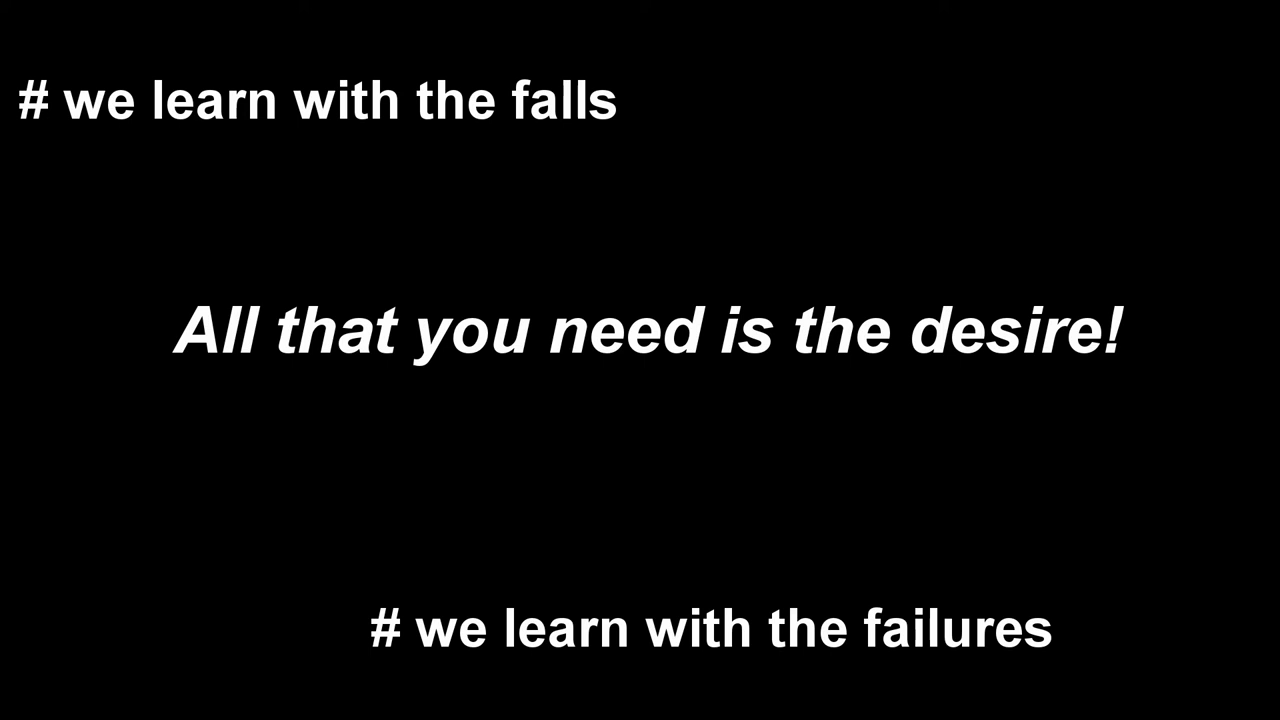 # we learn with the falls
All that you need is the desire!
# we learn with the failures